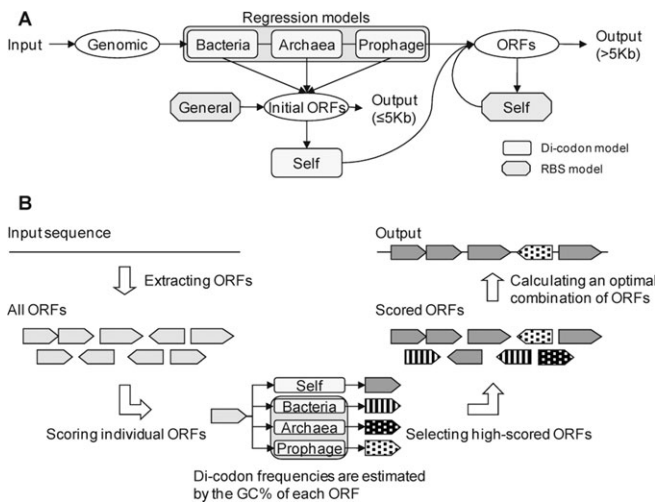 A
Regression models
Input
Genomic
Bacteria
Archaea
Prophage
ORFs
Output
(>5Kb)
General
Initial ORFs
Output
(≤5Kb)
Self
Self
Di-codon model
RBS model
B
Input sequence
Extracting ORFs
All ORFs
Scoring individual ORFs
Self
Bacteria
Archaea
Prophage
Di-codon frequencies are estimated
by the GC% of each ORF
Output
Calculating an optimal
combination of ORFs
Scored ORFs
Selecting high-scored ORFs